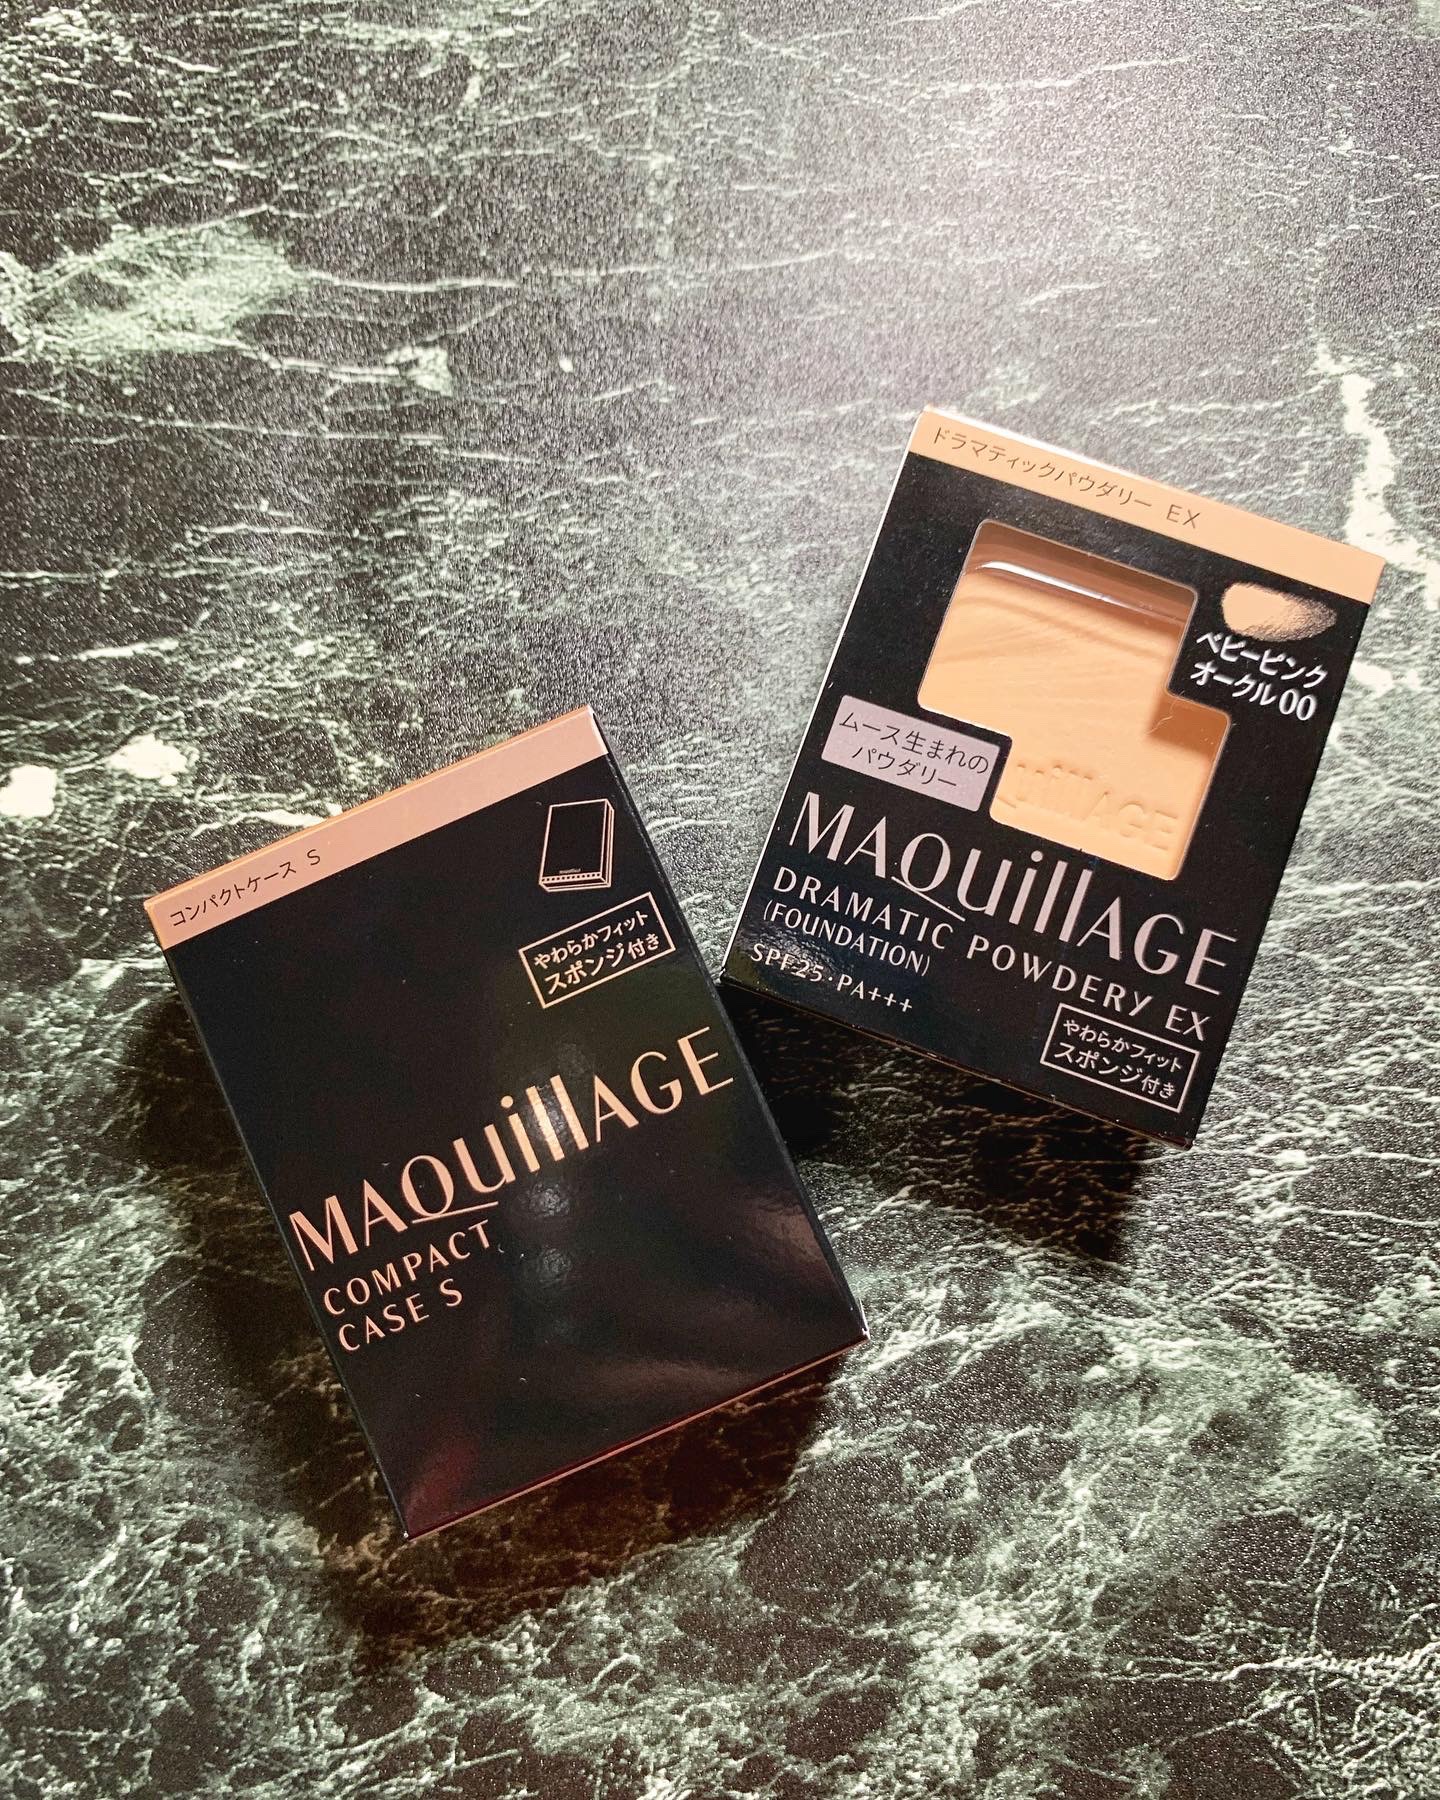 コンパクトケース S
やわらかフィット
スポンジ付き
MAQuillAGE
COMPACT
CASE S
ドラマティックパウダリー EX
ベビーピンク
オークル00
ムース生まれの
パウダリー
MAQuillAGE
MAQuillAGE
DRAMATIC POWDERY EX
(FOUNDATION)
SPF25・PA+++
やわらかフィット
スポンジ付き